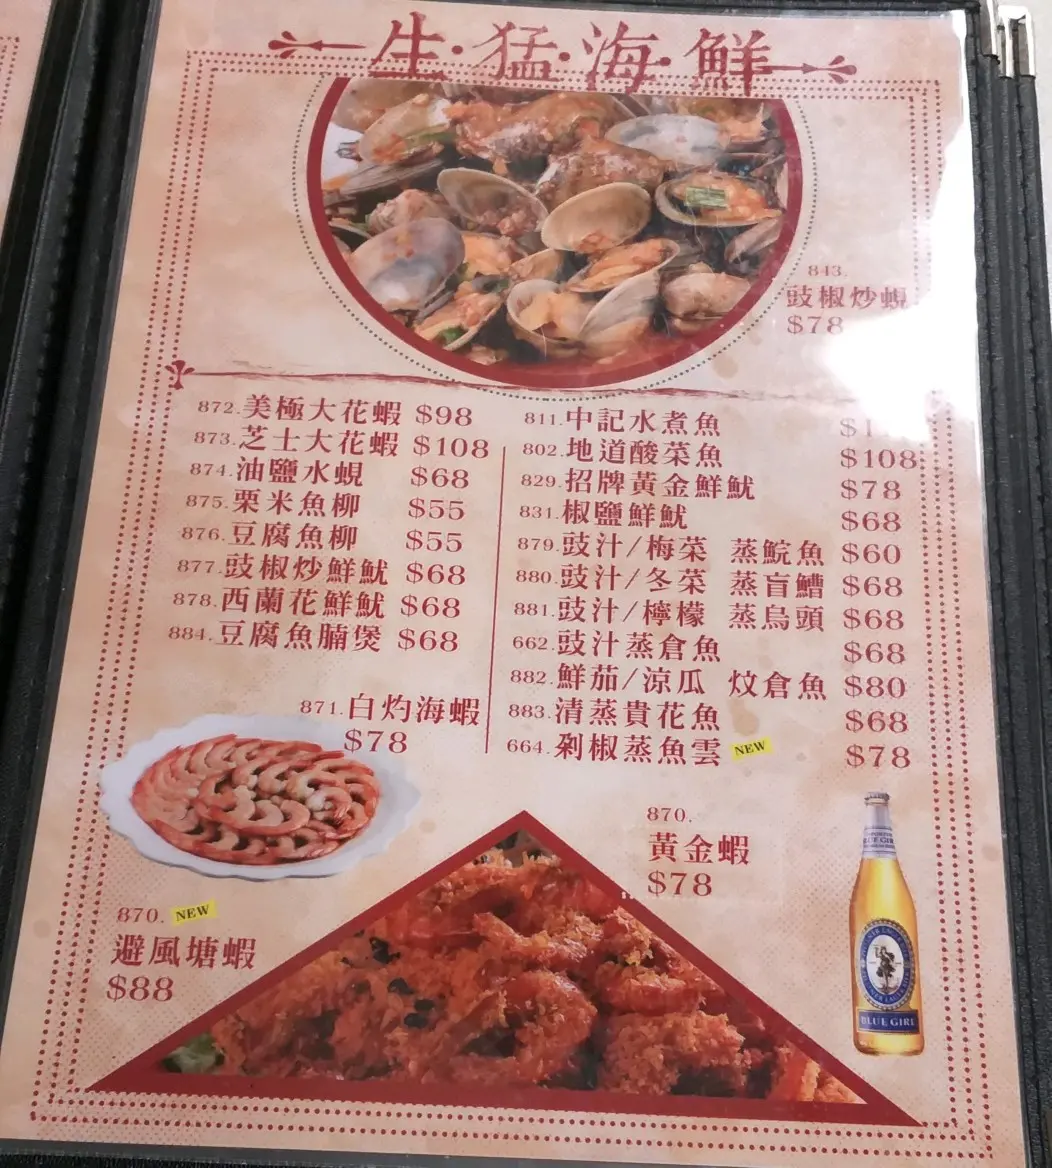 生·猛·海·鮮
843.
豉椒炒蜆
$78
872.美極大花蝦 $98
873.芝士大花蝦 $108
874.油鹽水蜆 $68
875.栗米魚柳 $55
876.豆腐魚柳 $55
877.豉椒炒鮮魷 $68
878.西蘭花鮮魷 $68
884.豆腐魚腩煲 $68
871.白灼海蝦
$78
811.中記水煮魚
802.地道酸菜魚 $108
829.招牌黃金鮮魷 $78
831.椒鹽鮮魷 $68
879.豉汁/梅菜 蒸鯇魚 $60
880.豉汁/冬菜 蒸盲鰽 $68
881.豉汁/檸檬 蒸烏頭 $68
662.豉汁蒸倉魚 $68
882.鮮茄/涼瓜 炆倉魚 $80
883.清蒸貴花魚 $68
664.剁椒蒸魚雲 NEW $78
870.
黃金蝦
$78
870. NEW
避風塘蝦
$88
BLUE GIRL